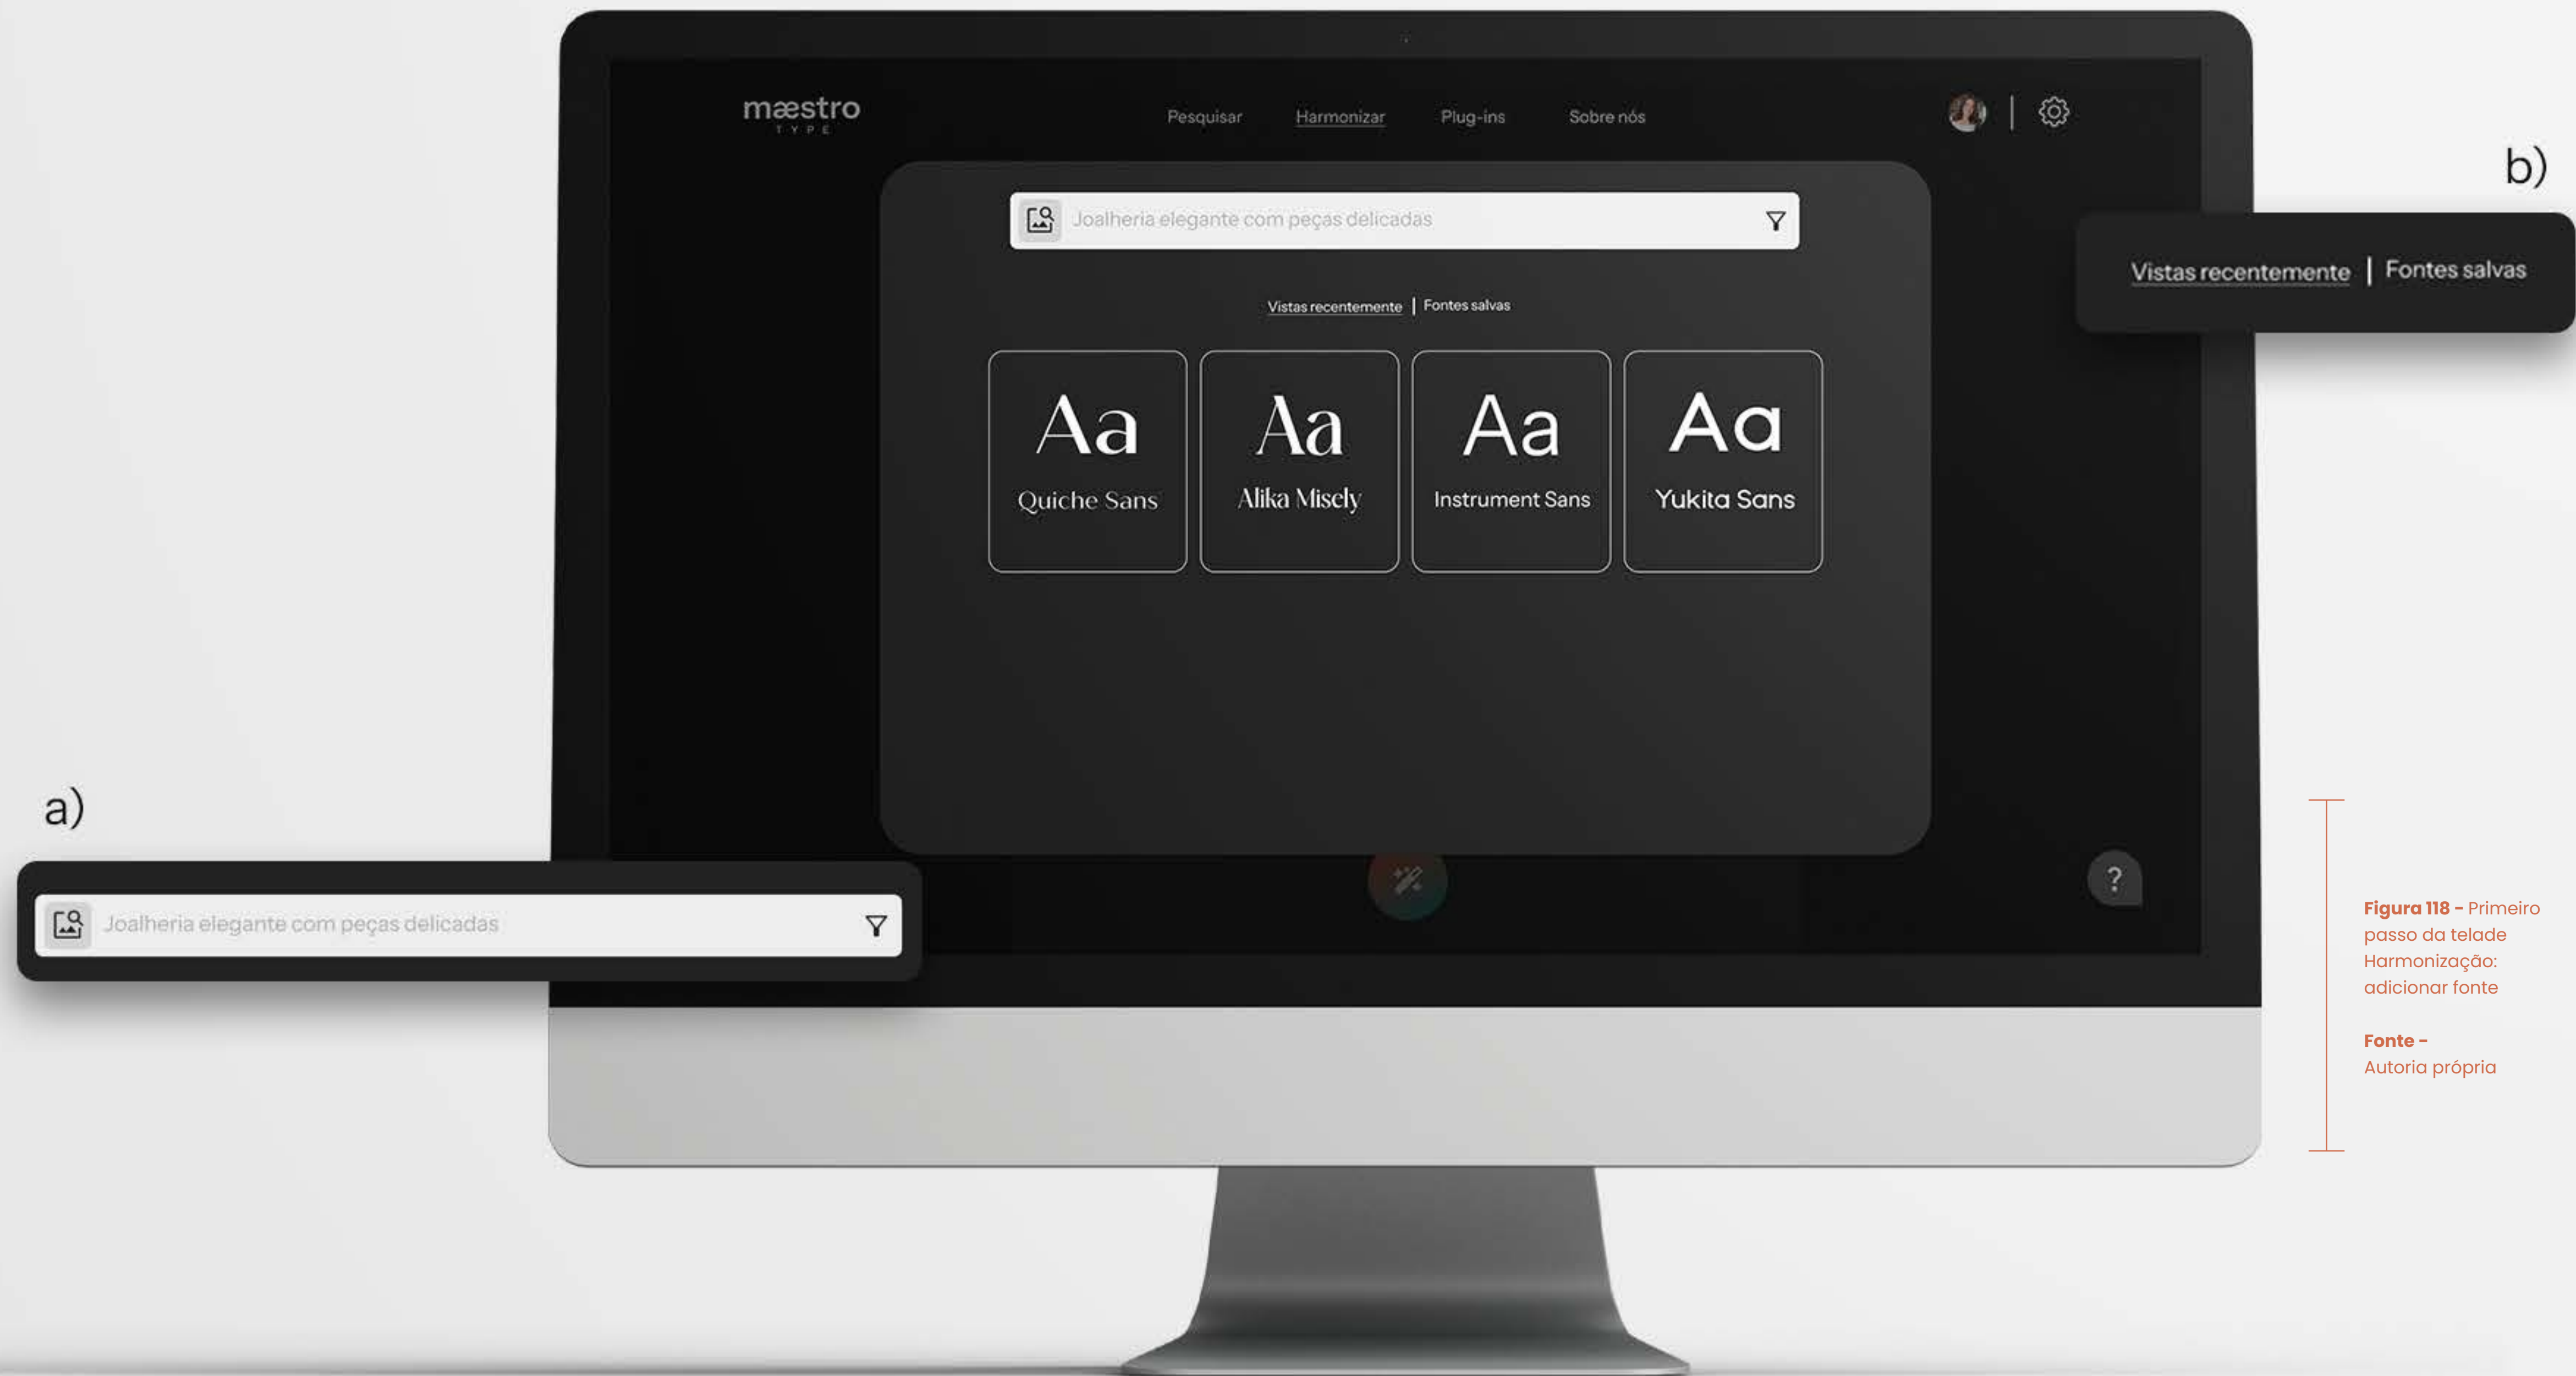 mæstro
TYPE
Pesquisar
Harmonizar
Plug-ins
Sobre nós
b)
Joalheria elegante com peças delicadas
Vistas recentemente | Fontes salvas
Vistas recentemente | Fontes salvas
Aa
Aa
Aa
Aa
Quiche Sans
Alika Misely
Instrument Sans
Yukita Sans
a)
Joalheria elegante com peças delicadas
?
Figura 118 - Primeiro
passo da telade
Harmonização:
adicionar fonte
Fonte -
Autoria própria